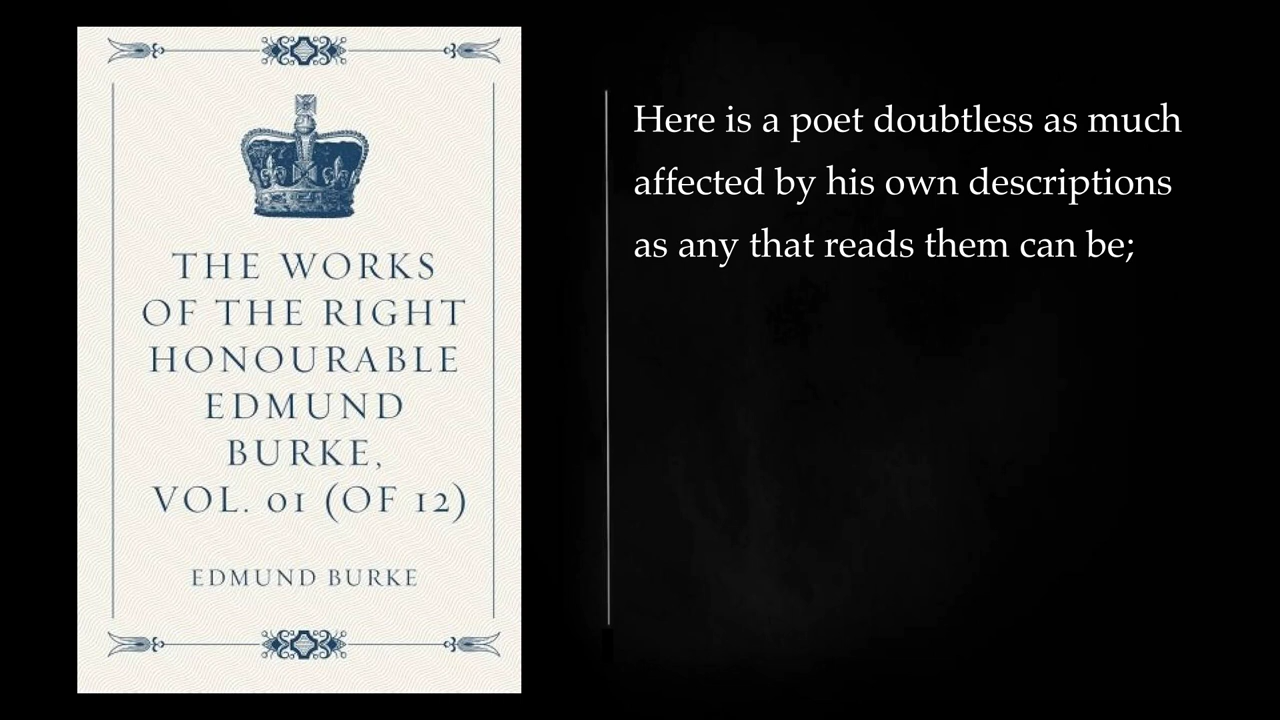 THE WORKS
OF THE RIGHT
HONOURABLE
EDMUND
BURKE,
VOL. 01 (OF 12)
EDMUND BURKE
Here is a poet doubtless as much
affected by his own descriptions
as any that reads them can be;